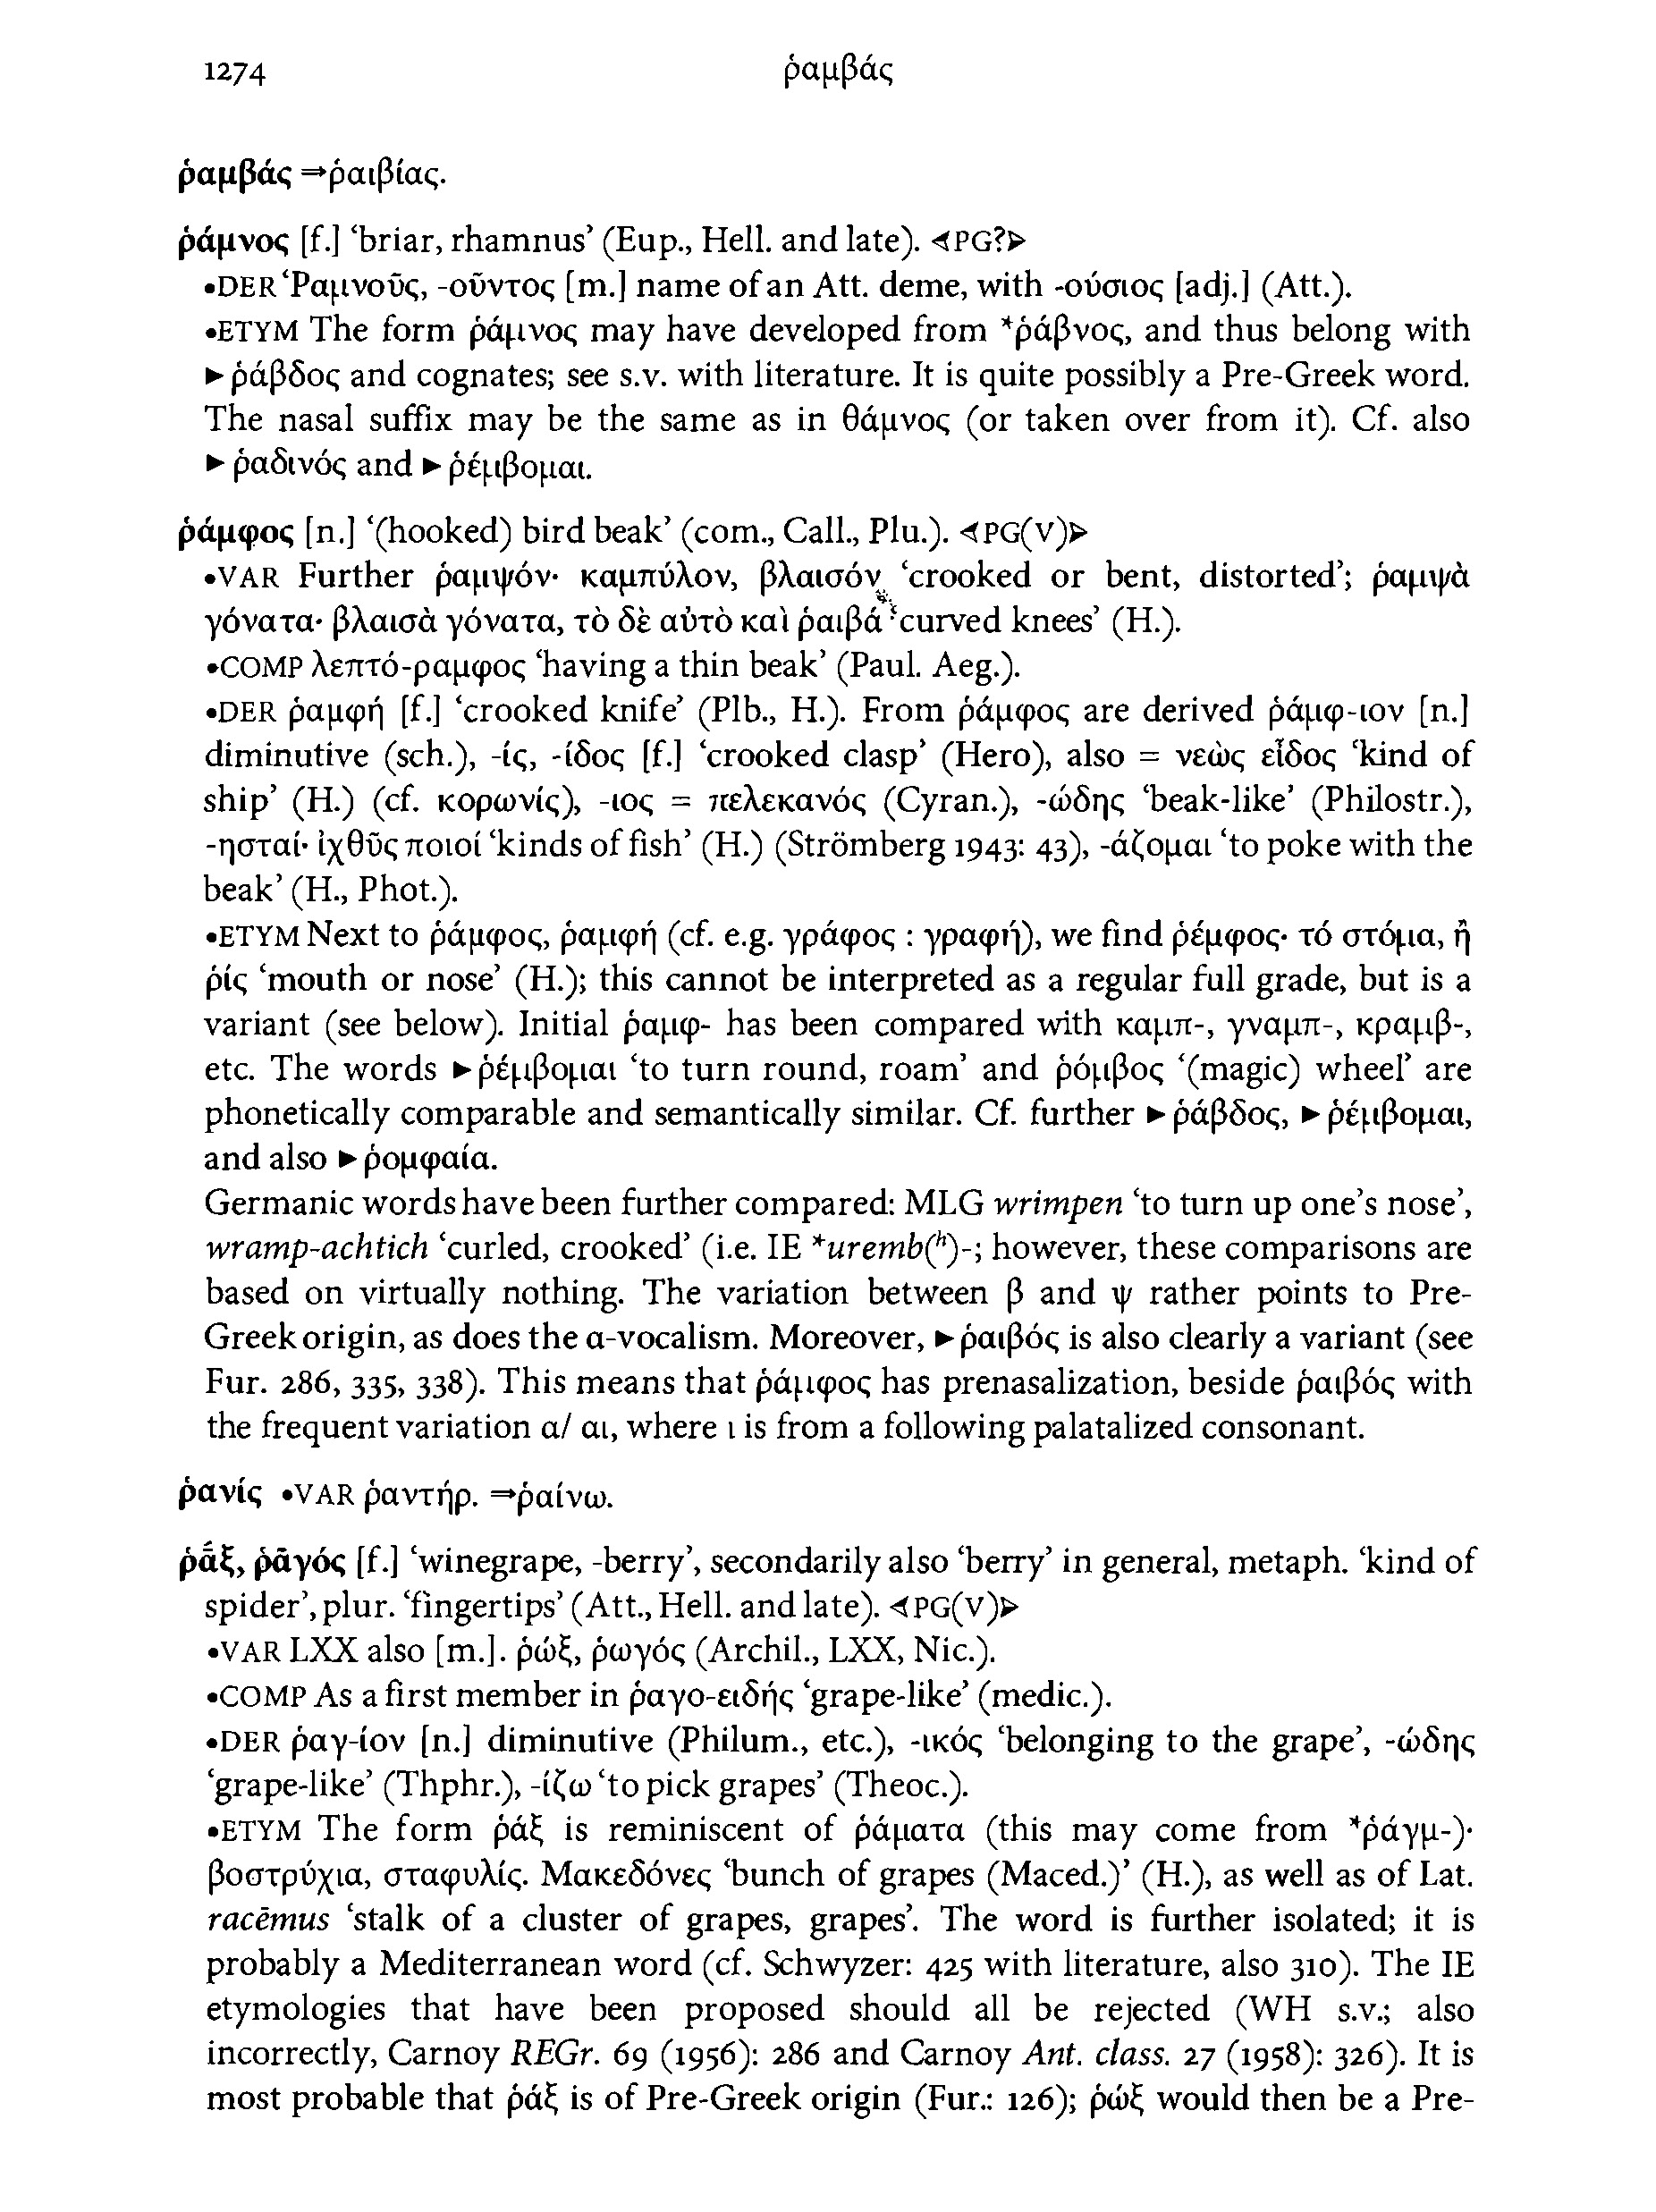 1274 ῥαμβάς
ῥαμβάς ⇒ῥαιβίας.
ῥάμνος [f.] ‘briar, rhamnus’ (Eup., Hell. and late). ⊲PG?⊳
•DER Ῥαμνοῦς, -οῦντος [m.] name of an Att. deme, with -ούσιος [adj.] (Att.).
•ETYM The form ῥάμνος may have developed from *ῥάβνος, and thus belong with
►ῥάβδος and cognates; see s.v. with literature. It is quite possibly a Pre-Greek word.
The nasal suffix may be the same as in θάμνος (or taken over from it). Cf. also
►ῥαδινός and ►ῥέμβομαι.
ῥάμφος [n.] ‘(hooked) bird beak’ (com., Call., Plu.). ⊲PG(V)⊳
•VAR Further ῥαμψόν· καμπύλον, βλαισόν ‘crooked or bent, distorted’; ῥαμψὰ
γόνατα· βλαισὰ γόνατα, τὸ δὲ αὐτὸ καὶ ῥαιβά ‘curved knees’ (H.).
•COMP λεπτό-ραμφος ‘having a thin beak’ (Paul. Aeg.).
•DER ῥαμφή [f.] ‘crooked knife’ (Plb., H.). From ῥάμφος are derived ῥάμφ-ιον [n.]
diminutive (sch.), -ίς, -ίδος [f.] ‘crooked clasp’ (Hero), also = νεὼς εἶδος ‘kind of
ship’ (H.) (cf. κορωνίς), -ιος = πελεκανός (Cyran.), -ώδης ‘beak-like’ (Philostr.),
-ησταί· ἰχθῦς ποιοί ‘kinds of fish’ (H.) (Strömberg 1943: 43), -άζομαι ‘to poke with the
beak’ (H., Phot.).
•ETYM Next to ῥάμφος, ῥαμφή (cf. e.g. γράφος : γραφή), we find ῥέμφος· τό στόμα, ἢ
ῥίς ‘mouth or nose’ (H.); this cannot be interpreted as a regular full grade, but is a
variant (see below). Initial ῥαμφ- has been compared with καμπ-, γναμπ-, κραμβ-,
etc. The words ►ῥέμβομαι ‘to turn round, roam’ and ῥόμβος ‘(magic) wheel’ are
phonetically comparable and semantically similar. Cf. further ►ῥάβδος, ►ῥέμβομαι,
and also ►ῥομφαία.
Germanic words have been further compared: MLG wrimpen ‘to turn up one’s nose’,
wramp-achtich ‘curled, crooked’ (i.e. IE *uremb(ʰ)-; however, these comparisons are
based on virtually nothing. The variation between β and ψ rather points to Pre-
Greek origin, as does the α-vocalism. Moreover, ►ῥαιβός is also clearly a variant (see
Fur. 286, 335, 338). This means that ῥάμφος has prenasalization, beside ῥαιβός with
the frequent variation α/ αι, where ι is from a following palatalized consonant.
ῥανίς •VAR ῥαντήρ. ⇒ῥαίνω.
ῥᾱ́ξ, ῥᾱγός [f.] ‘winegrape, -berry’, secondarily also ‘berry’ in general, metaph. ‘kind of
spider’, plur. ‘fingertips’ (Att., Hell. and late). ⊲PG(V)⊳
•VAR LXX also [m.]. ῥώξ, ῥωγός (Archil., LXX, Nic.).
•COMP As a first member in ῥαγο-ειδής ‘grape-like’ (medic.).
•DER ῥαγ-ίον [n.] diminutive (Philum., etc.), -ικός ‘belonging to the grape’, -ώδης
‘grape-like’ (Thphr.), -ίζω ‘to pick grapes’ (Theoc.).
•ETYM The form ῥάξ is reminiscent of ῥάματα (this may come from *ῥάγμ-)·
βοστρύχια, σταφυλίς. Μακεδόνες ‘bunch of grapes (Maced.)’ (H.), as well as of Lat.
racēmus ‘stalk of a cluster of grapes, grapes’. The word is further isolated; it is
probably a Mediterranean word (cf. Schwyzer: 425 with literature, also 310). The IE
etymologies that have been proposed should all be rejected (WH s.v.; also
incorrectly, Carnoy REGr. 69 (1956): 286 and Carnoy Ant. class. 27 (1958): 326). It is
most probable that ῥάξ is of Pre-Greek origin (Fur.: 126); ῥώξ would then be a Pre-